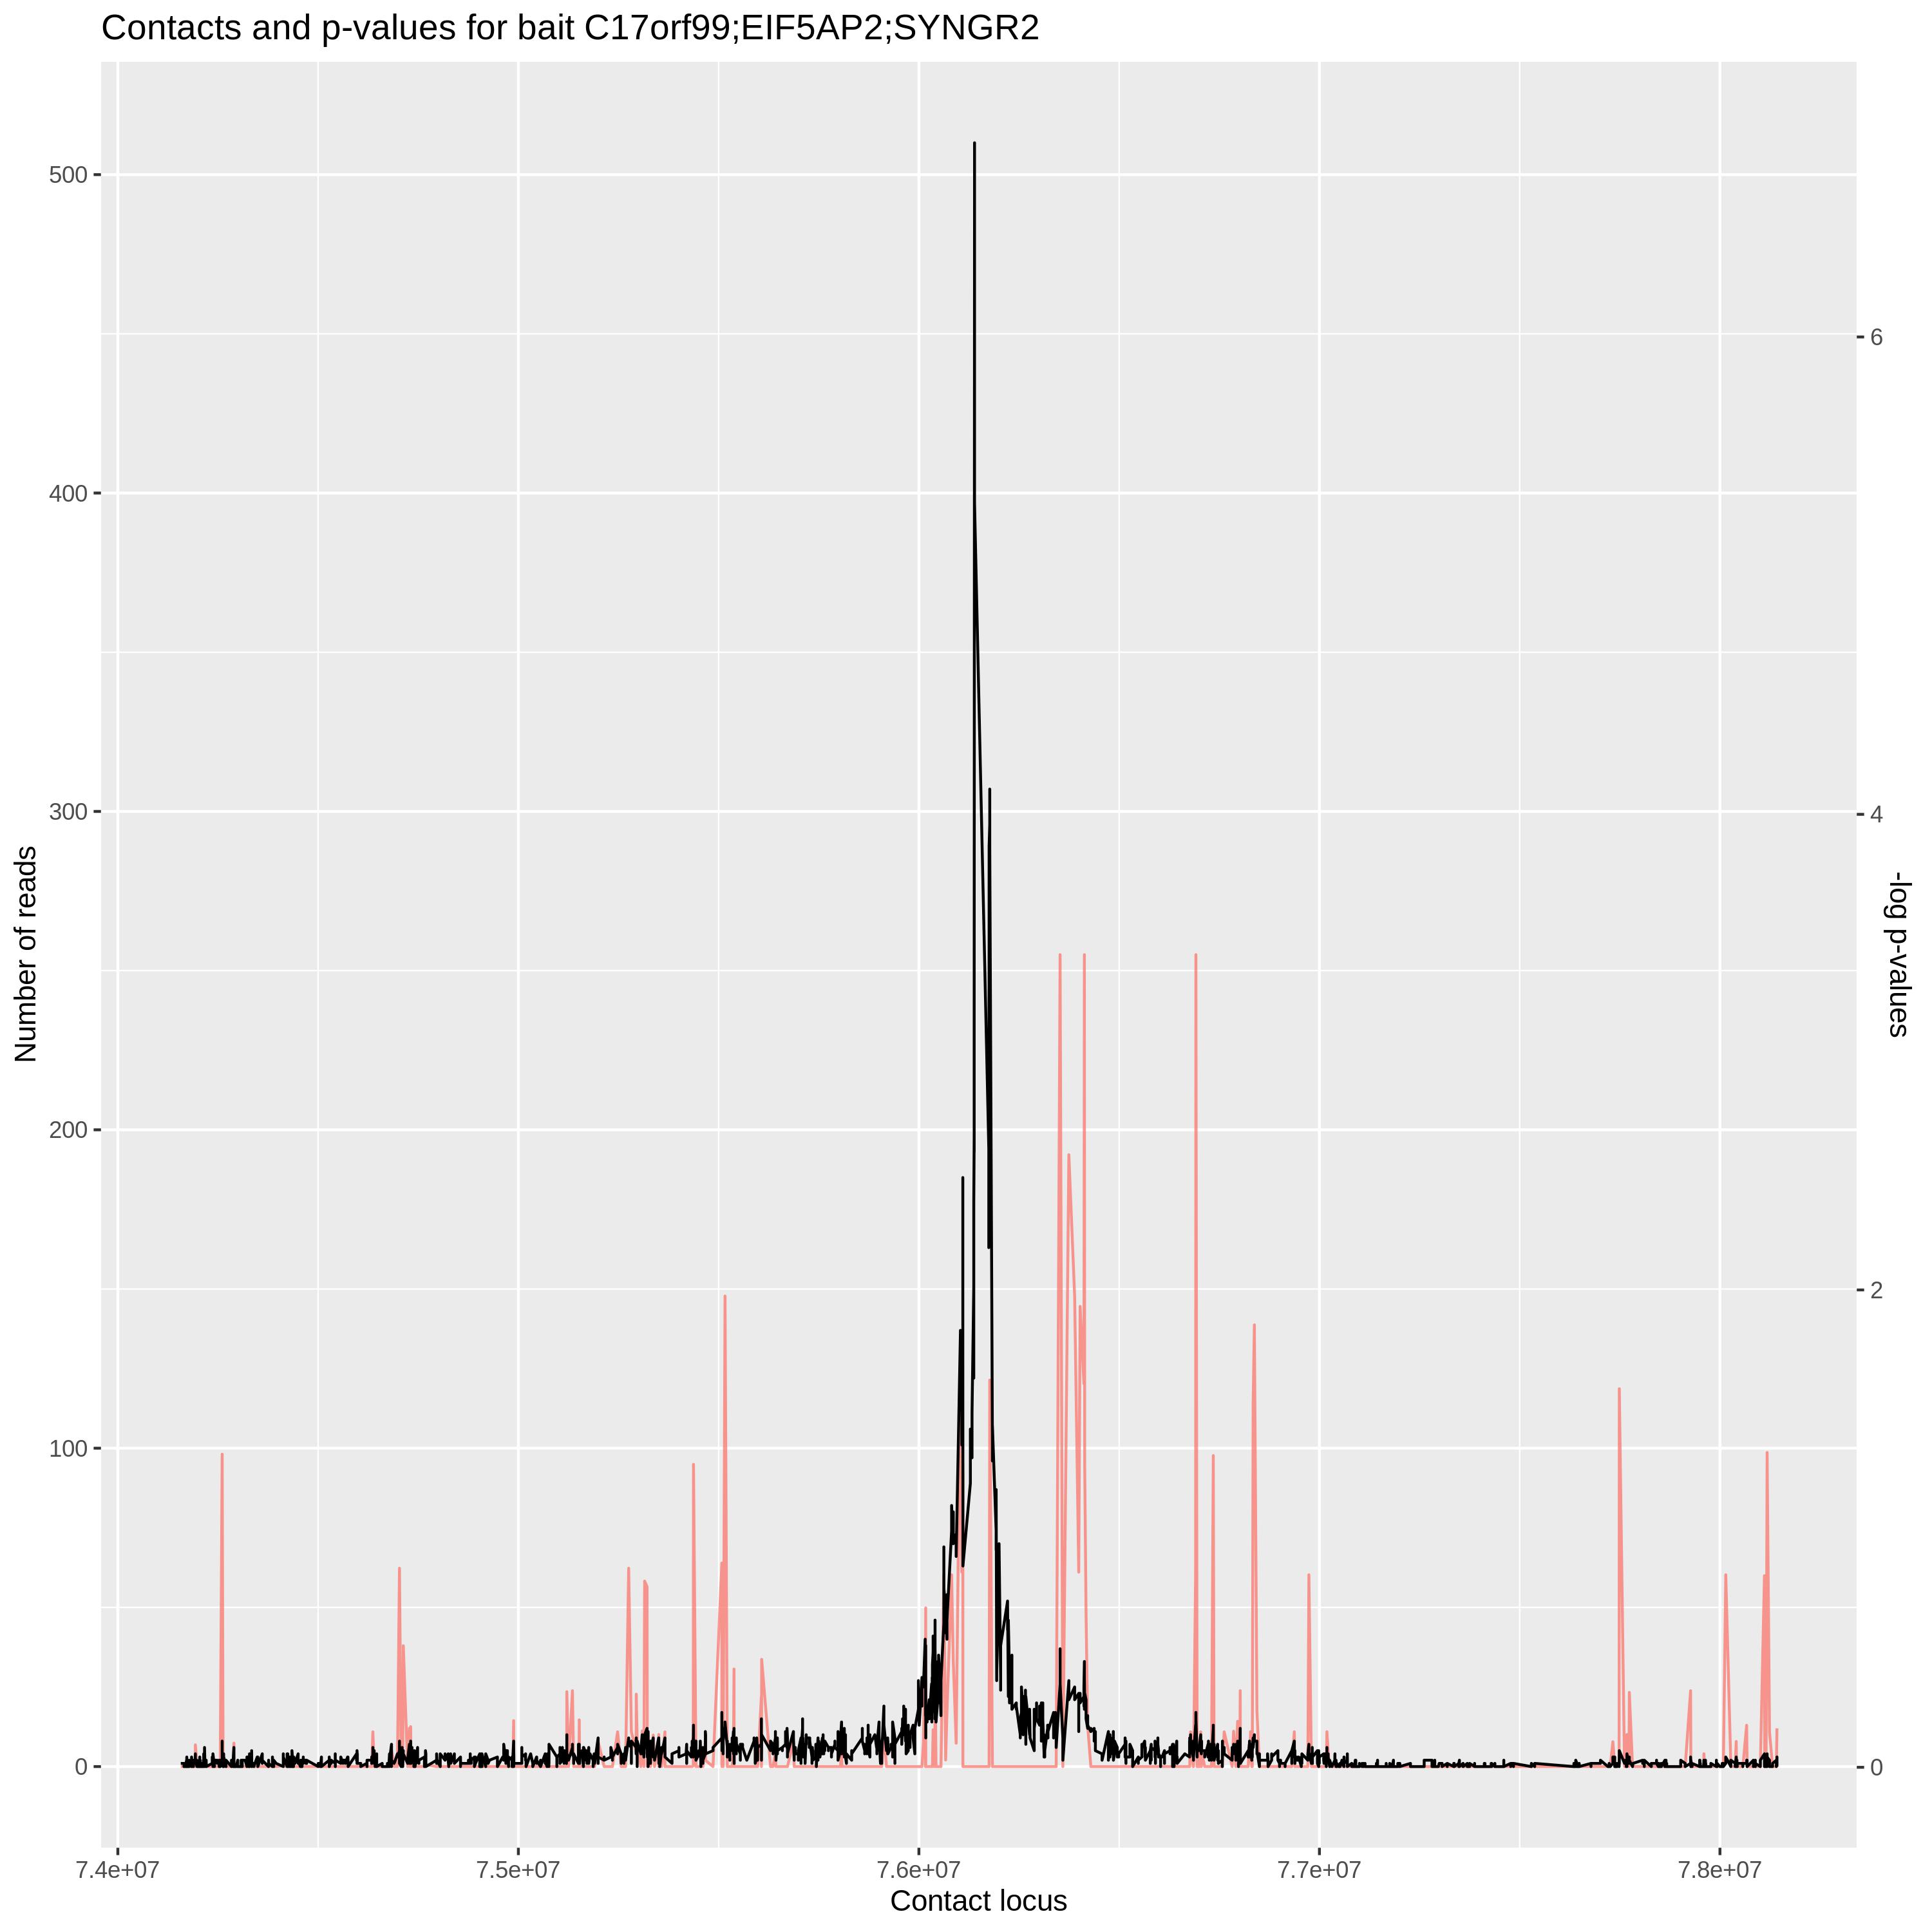 Contacts and p-values for bait C17orf99;EIF5AP2;SYNGR2
500
400
300
200
100
0
Number of reads
6
4
2
0
-log p-values
7.4e+07
7.5e+07
7.6e+07
7.7e+07
7.8e+07
Contact locus